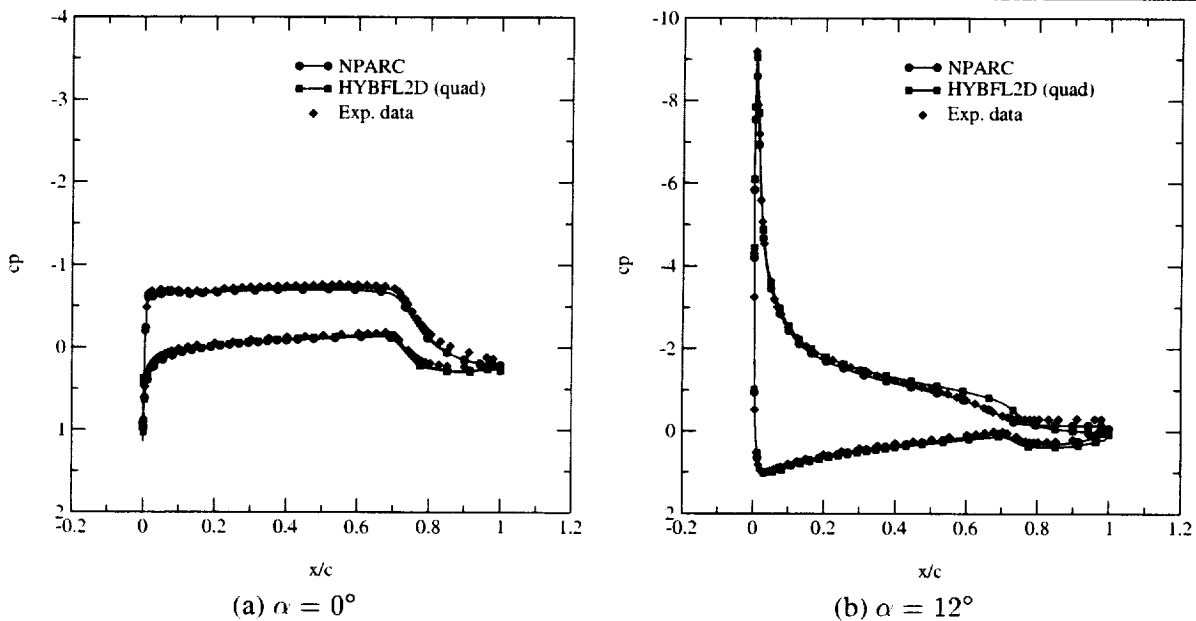 -4
-3
-2
-1
0
1
2
cp
NPARC
HYBFL2D (quad)
Exp. data
-0.2 0 0.2 0.4 0.6 0.8 1.0 1.2
x/c
(a) α = 0°
-10
-8
-6
-4
-2
0
2
cp
NPARC
HYBFL2D (quad)
Exp. data
-0.2 0 0.2 0.4 0.6 0.8 1.0 1.2
x/c
(b) α = 12°